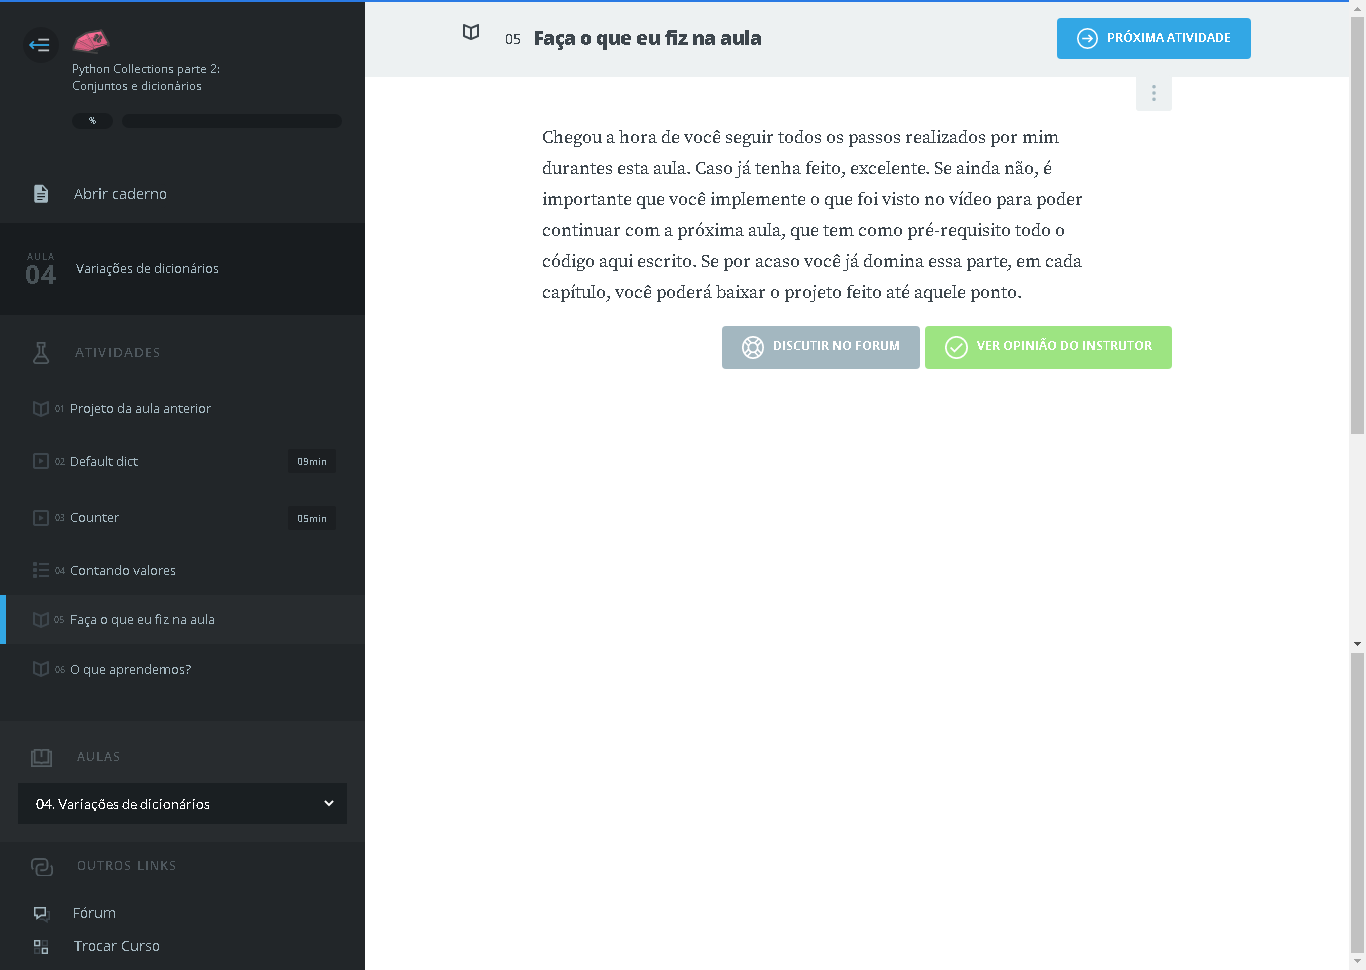 Python Collections parte 2:
Conjuntos e dicionários
%
Abrir caderno
AULA
04
Variações de dicionários
ATIVIDADES
01 Projeto da aula anterior
02 Default dict 09min
03 Counter 05min
04 Contando valores
05 Faça o que eu fiz na aula
06 O que aprendemos?
AULAS
04. Variações de dicionários
OUTROS LINKS
Fórum
Trocar Curso
05 Faça o que eu fiz na aula
PRÓXIMA ATIVIDADE
Chegou a hora de você seguir todos os passos realizados por mim
durantes esta aula. Caso já tenha feito, excelente. Se ainda não, é
importante que você implemente o que foi visto no vídeo para poder
continuar com a próxima aula, que tem como pré-requisito todo o
código aqui escrito. Se por acaso você já domina essa parte, em cada
capítulo, você poderá baixar o projeto feito até aquele ponto.
DISCUTIR NO FORUM
VER OPINIÃO DO INSTRUTOR